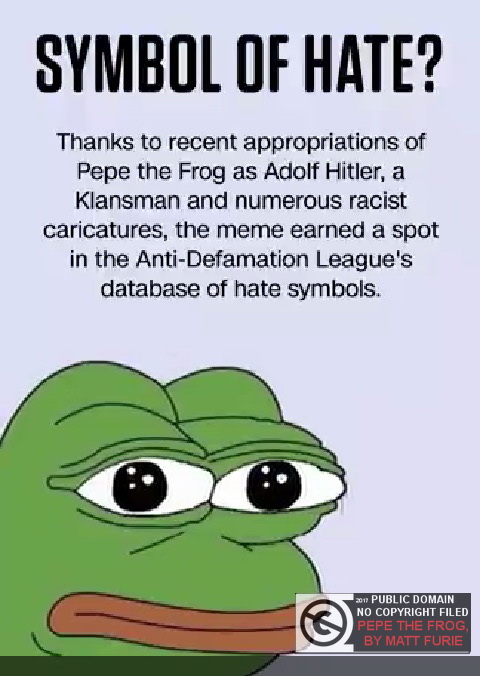 SYMBOL OF HATE?
Thanks to recent appropriations of
Pepe the Frog as Adolf Hitler, a
Klansman and numerous racist
caricatures, the meme earned a spot
in the Anti-Defamation League's
database of hate symbols.
2017 PUBLIC DOMAIN
NO COPYRIGHT FILED
PEPE THE FROG,
BY MATT FURIE